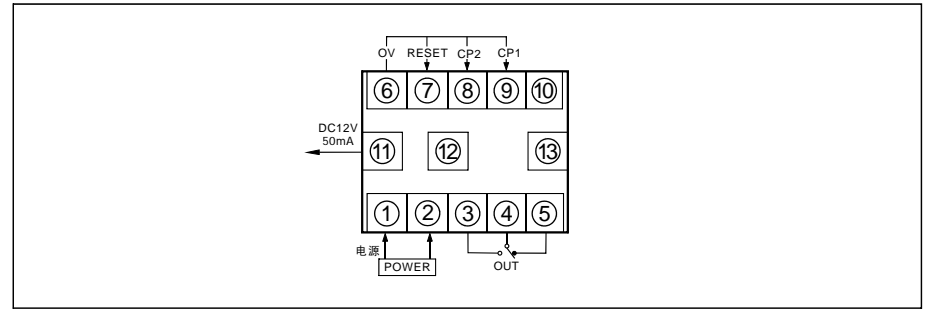 OV RESET CP2 CP1
⑥ ⑦ ⑧ ⑨ ⑩
DC12V
50mA
⑪ ⑫ ⑬
① ② ③ ④ ⑤
电源
POWER
OUT